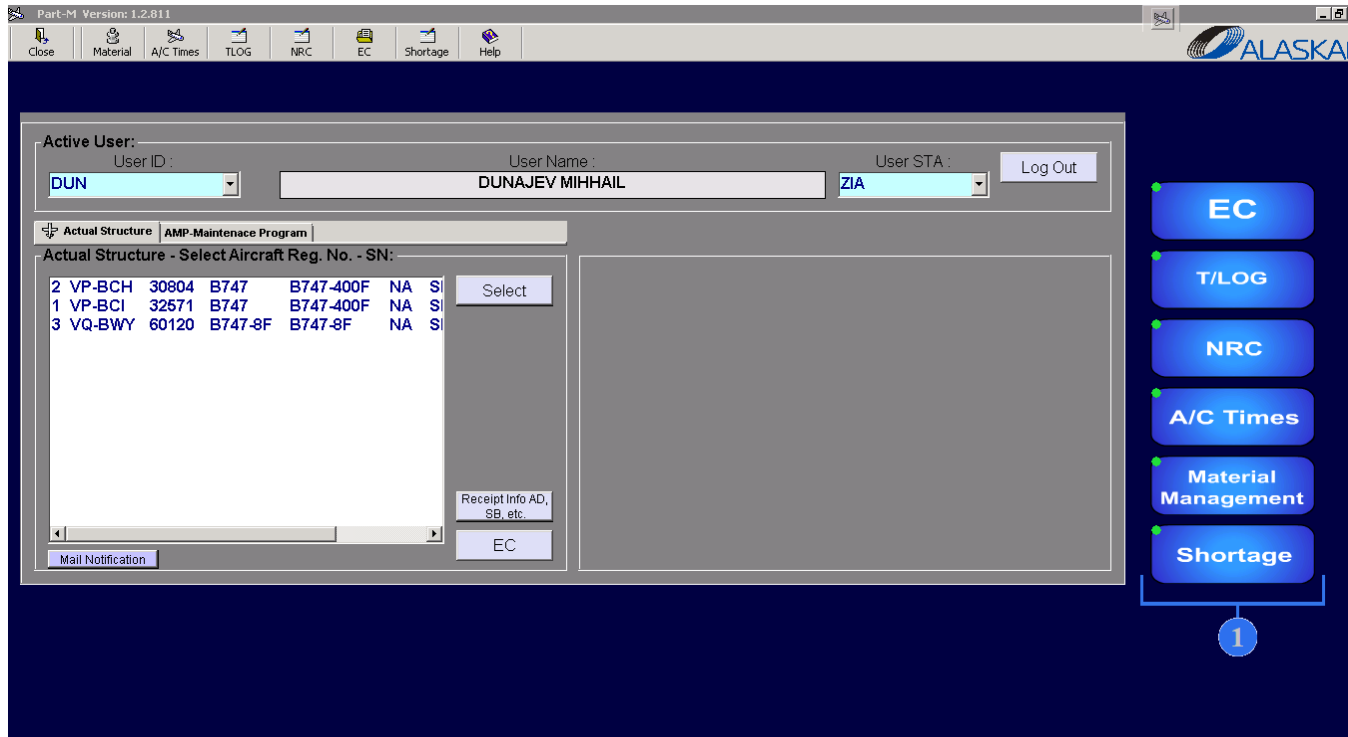 Part-M Version: 1.2.811
Close Material A/C Times TLOG NRC EC Shortage Help
ALASKA
Active User:
User ID : User Name : User STA :
DUN DUNAJEV MIHHAIL ZIA Log Out
Actual Structure AMP-Maintenace Program
Actual Structure - Select Aircraft Reg. No. - SN:
2 VP-BCH 30804 B747 B747-400F NA
1 VP-BCI 32571 B747 B747-400F NA
3 VQ-BWY 60120 B747-8F B747-8F NA
Select
Receipt Info AD,
SB, etc.
EC
Mail Notification
EC
T/LOG
NRC
A/C Times
Material
Management
Shortage
1